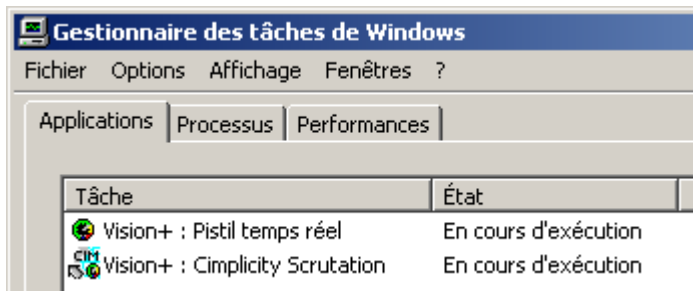 Gestionnaire des tâches de Windows
Fichier Options Affichage Fenêtres ?
Applications Processus Performances
Tâche État
Vision+ : Pistil temps réel En cours d'exécution
CIM Vision+ : Cimplicity Scrutation En cours d'exécution